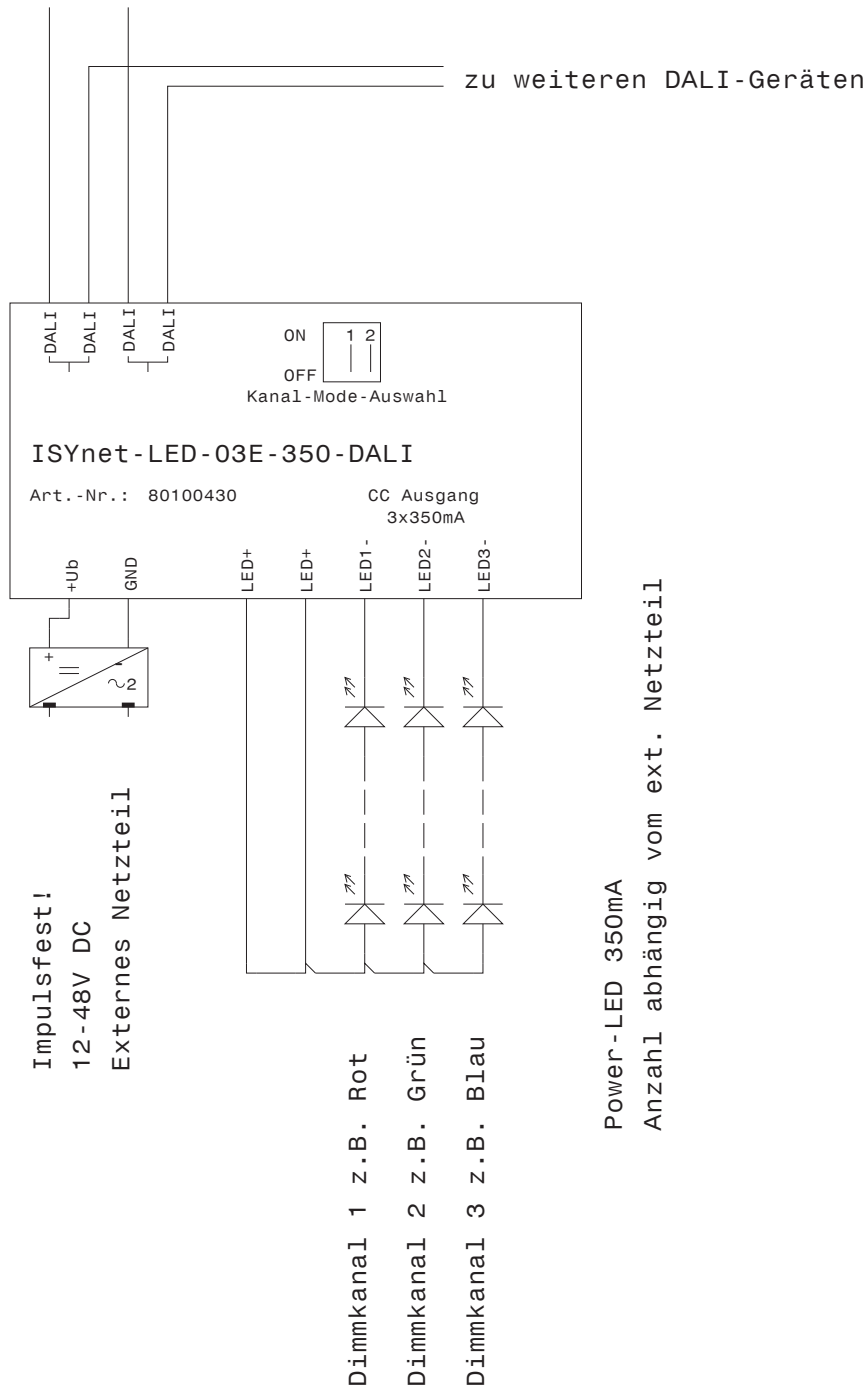 zu weiteren DALI-Geräten
DALI
DALI
DALI
DALI
ON
1 2
OFF
Kanal-Mode-Auswahl
ISYnet-LED-03E-350-DALI
Art.-Nr.: 80100430
CC Ausgang
3x350mA
+Ub
GND
LED+
LED+
LED1-
LED2-
LED3-
+
-
~2
Impulsfest!
12-48V DC
Externes Netzteil
Dimmkanal 1 z.B. Rot
Dimmkanal 2 z.B. Grün
Dimmkanal 3 z.B. Blau
Power-LED 350mA
Anzahl abhängig vom ext. Netzteil